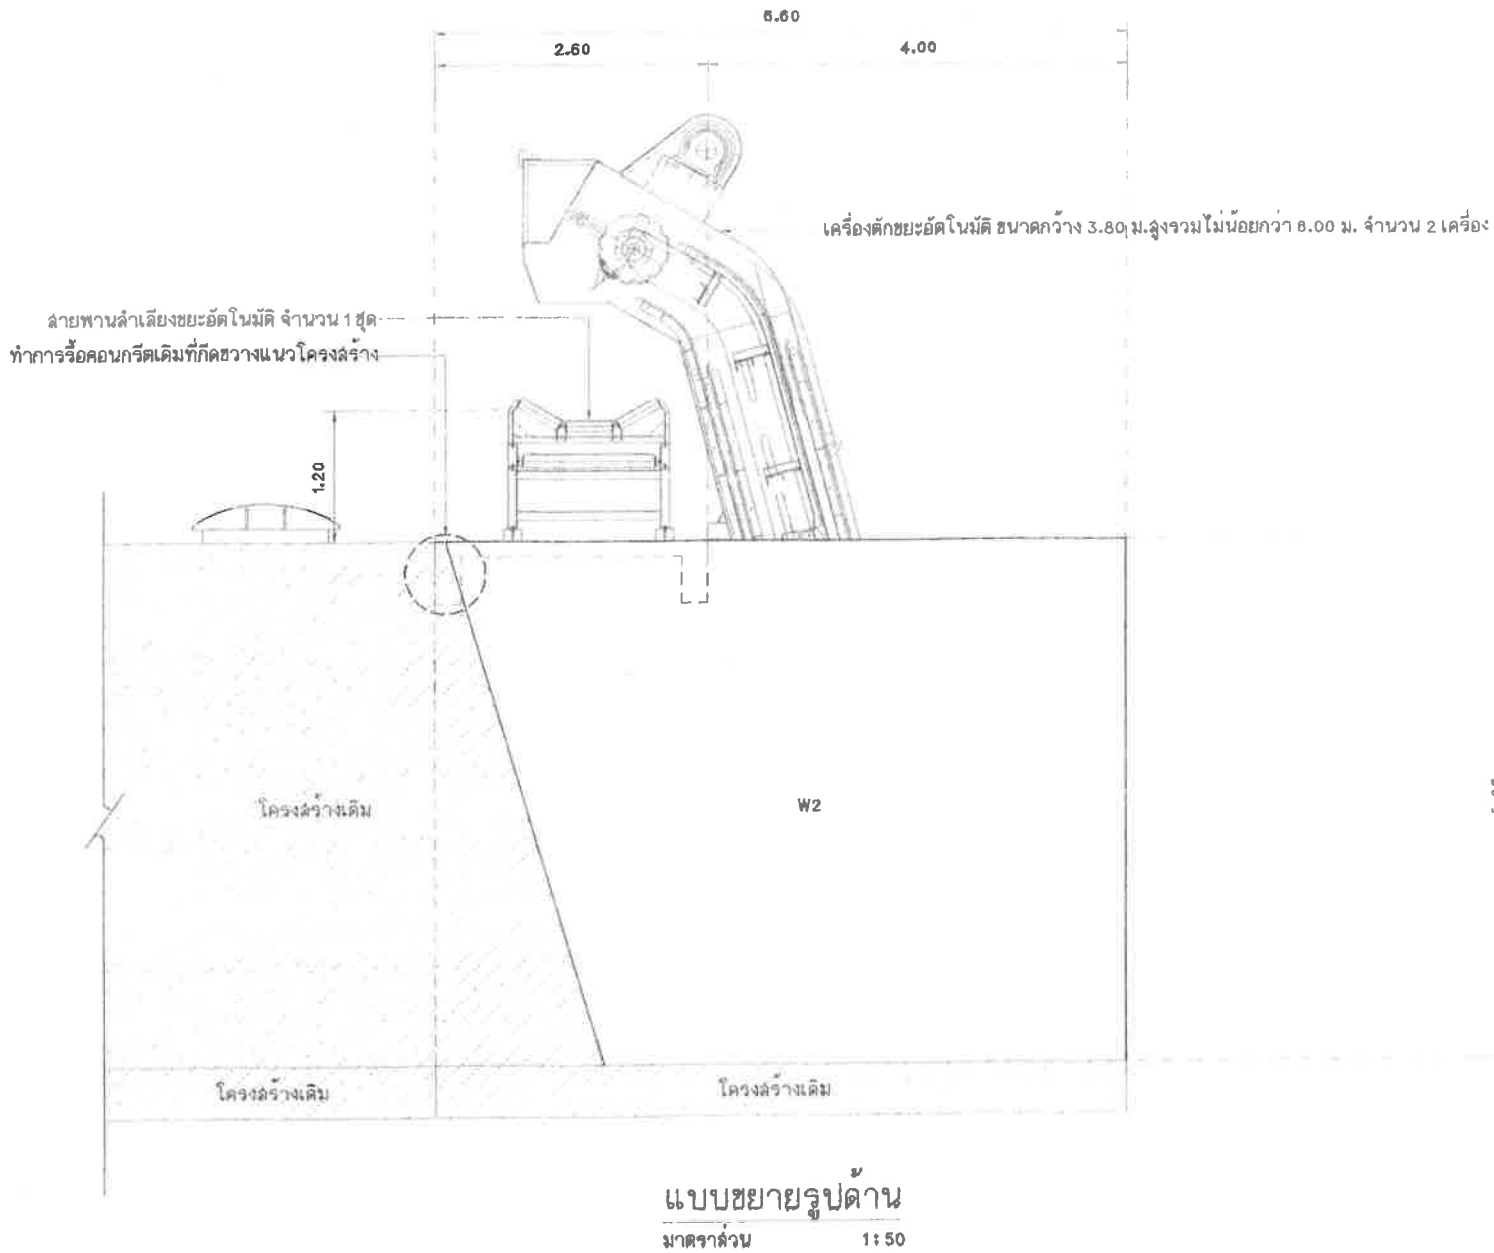 6.60
2.60
4.00
เครื่องตักขยะอัตโนมัติ ขนาดกว้าง 3.80 ม.สูงรวมไม่น้อยกว่า 8.00 ม. จำนวน 2 เครื่อง
สายพานลำเลียงขยะอัตโนมัติ จำนวน 1 ชุด
ทำการรื้อคอนกรีตเดิมที่กีดขวางแนวโครงสร้าง
1.20
โครงสร้างเดิม
W2
โครงสร้างเดิม
โครงสร้างเดิม
แบบขยายรูปด้าน
มาตราส่วน 1:50